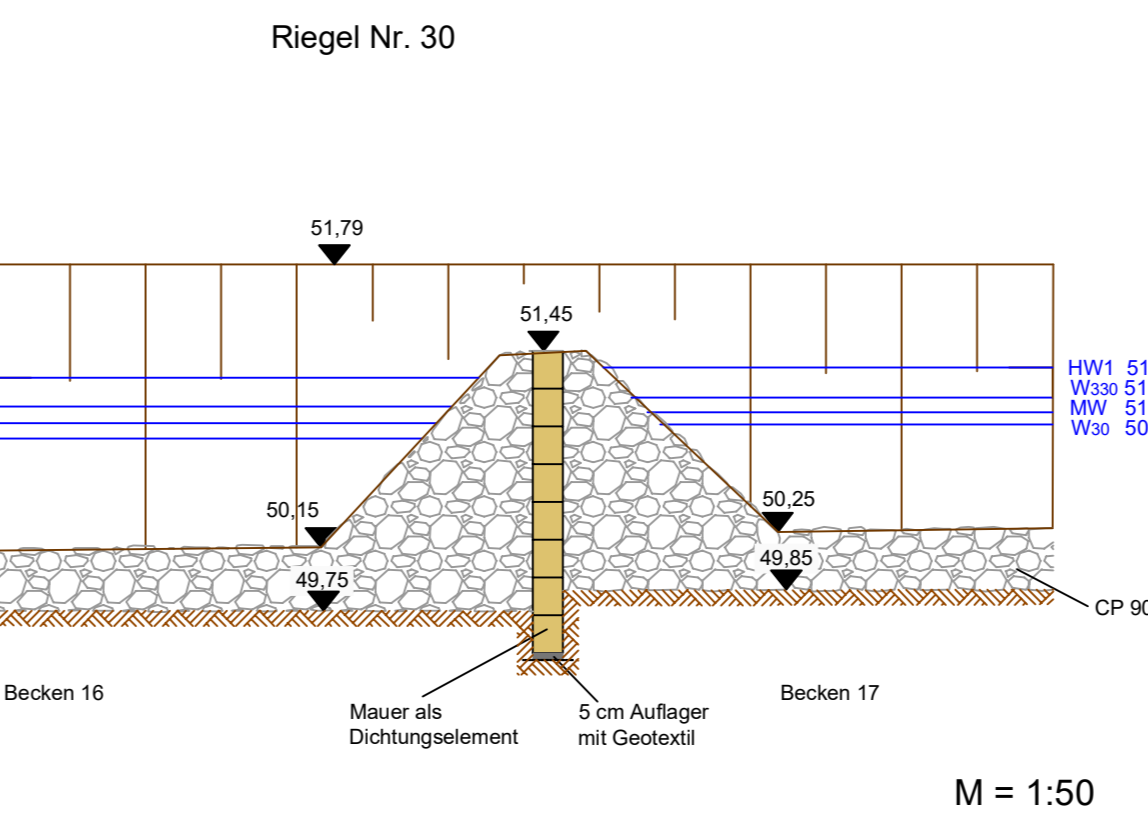 Riegel Nr. 30
51,79
51,45
HW1 51
W330 51
MW 51
W30 50
50,15
50,25
49,75
49,85
CP 90
Becken 16
Becken 17
Mauer als
Dichtungselement
5 cm Auflager
mit Geotextil
M = 1:50